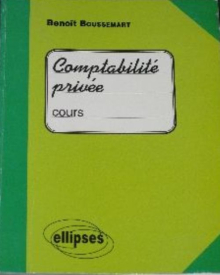 Benoît Boussemart
Comptabilité
privée
cours
ellipses